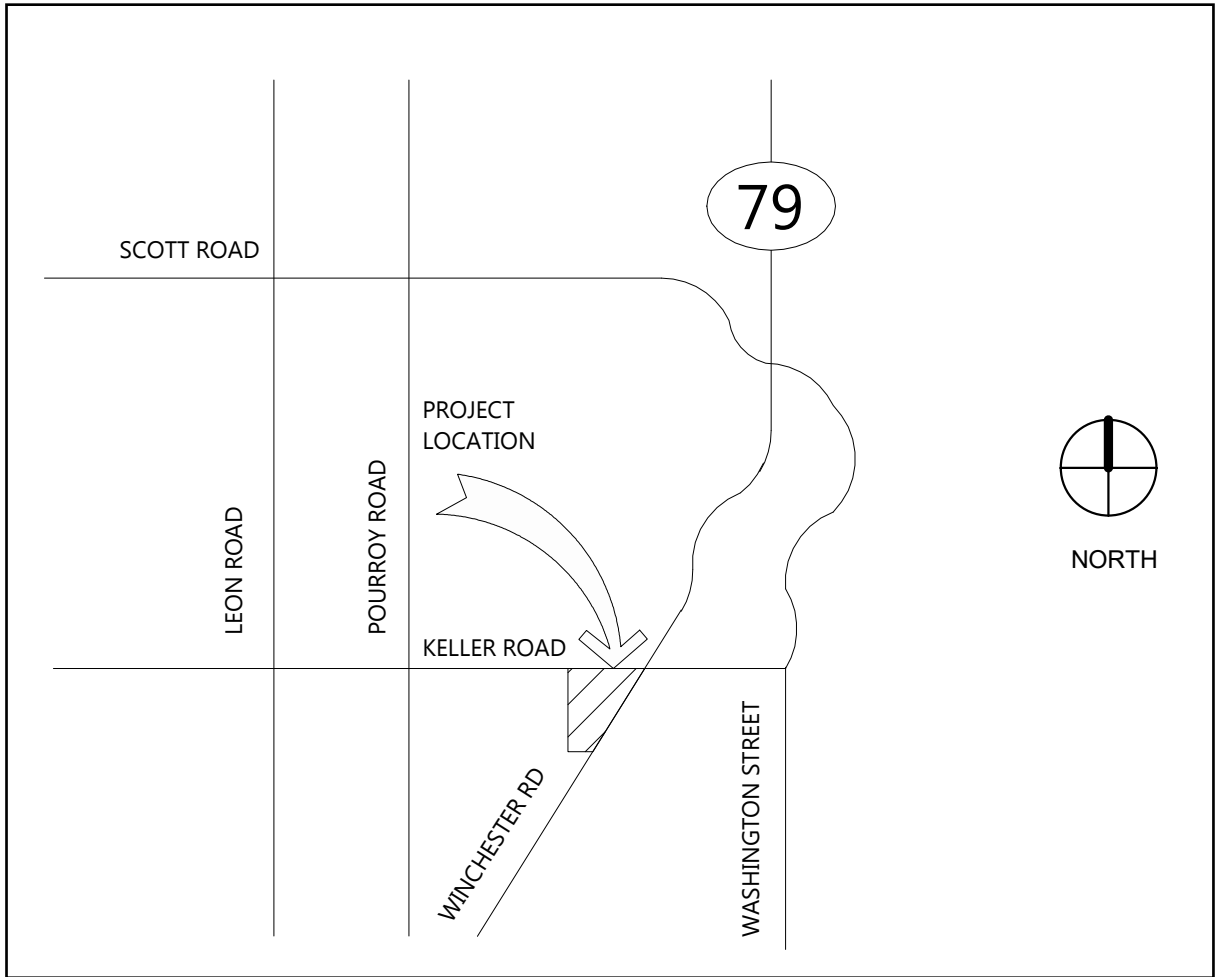 79
SCOTT ROAD
PROJECT
LOCATION
LEON ROAD
POURROY ROAD
NORTH
KELLER ROAD
WINCHESTER RD
WASHINGTON STREET